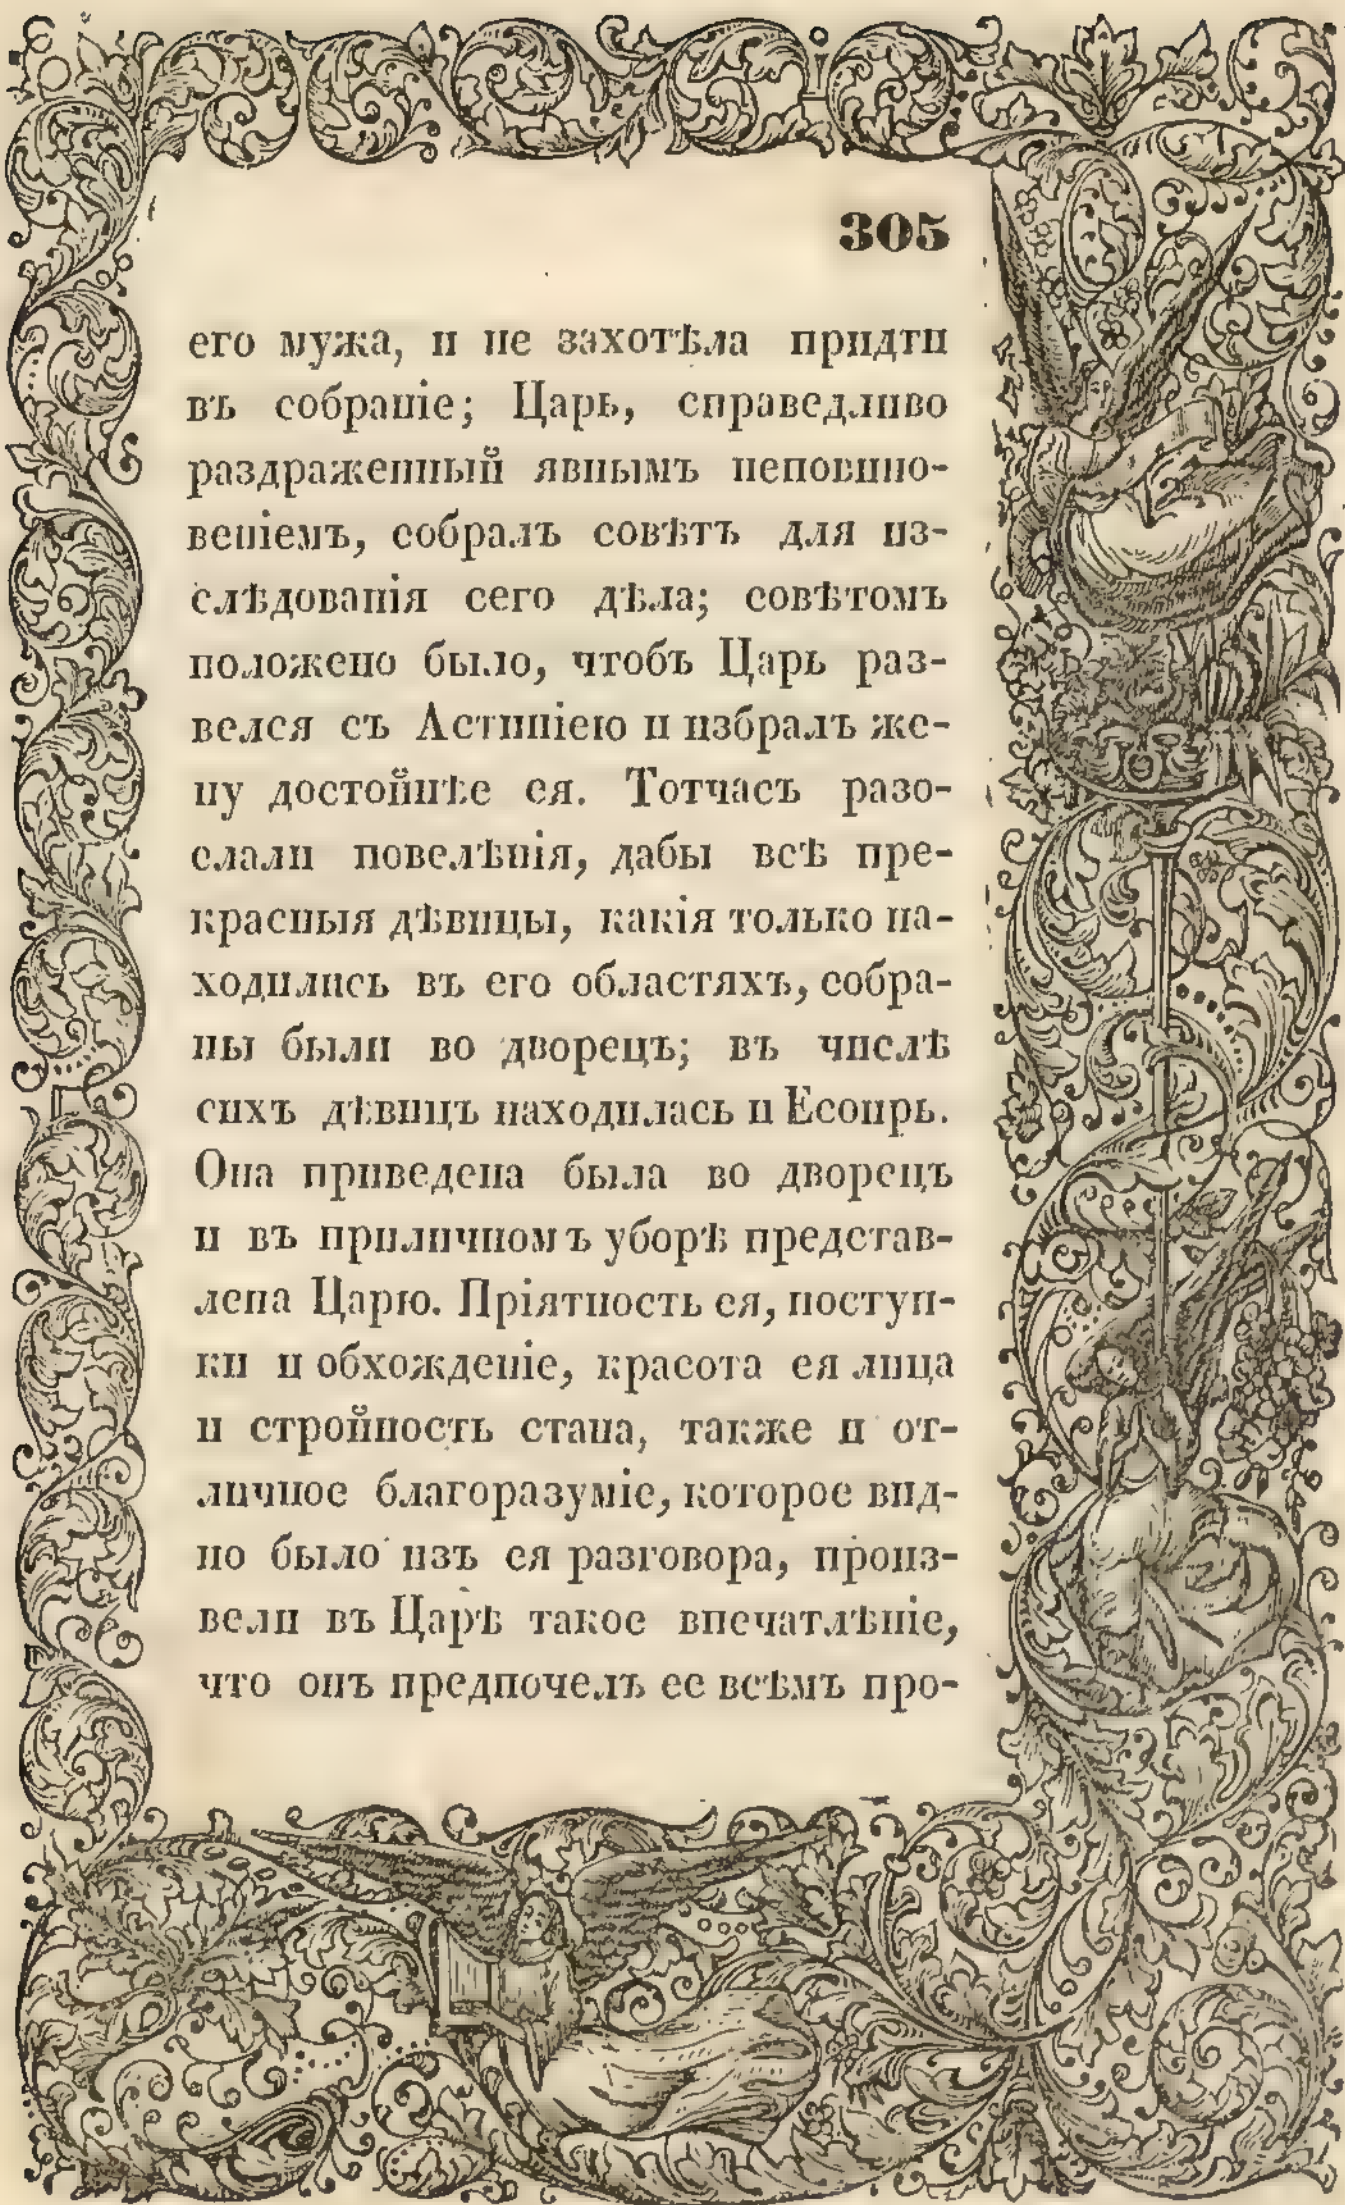 305
его мужа, и не захотѣла придти
въ собраніе; Царь, справедливо
раздраженный явнымъ неповино-
веніемъ, собралъ совѣтъ для из-
слѣдованія сего дѣла; совѣтомъ
положено было, чтобъ Царь раз-
велся съ Астиніею и избралъ же-
ну достойнѣе ея. Тотчасъ разо-
слали повелѣнія, дабы всѣ пре-
красныя дѣвицы, какія только на-
ходились въ его областяхъ, собра-
ны были во дворецъ; въ числѣ
сихъ дѣвицъ находилась и Есѳирь.
Она приведена была во дворецъ
и въ приличномъ уборѣ представ-
лена Царю. Пріятность ея, поступ-
ки и обхожденіе, красота ея лица
и стройность стана, также и от-
личное благоразуміе, которое вид-
но было изъ ея разговора, произ-
вели въ Царѣ такое впечатлѣніе,
что онъ предпочелъ ее всѣмъ про-